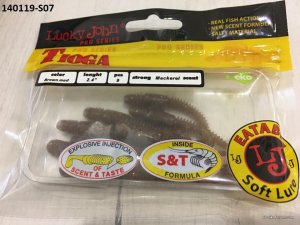 140119-S07
Lucky John
PRO SERIES
TIOGA
REAL FISH ACTION
NEW SCENT FORMULA
SALTY MATERIAL
color
Brown mud
lenght
2.4"
pcs
strong Mackerel scent
EXPLOSIVE INJECTION
OF
SCENT & TASTE
INSIDE
S&T
FORMULA
EATABLE
LJ
Soft Lure